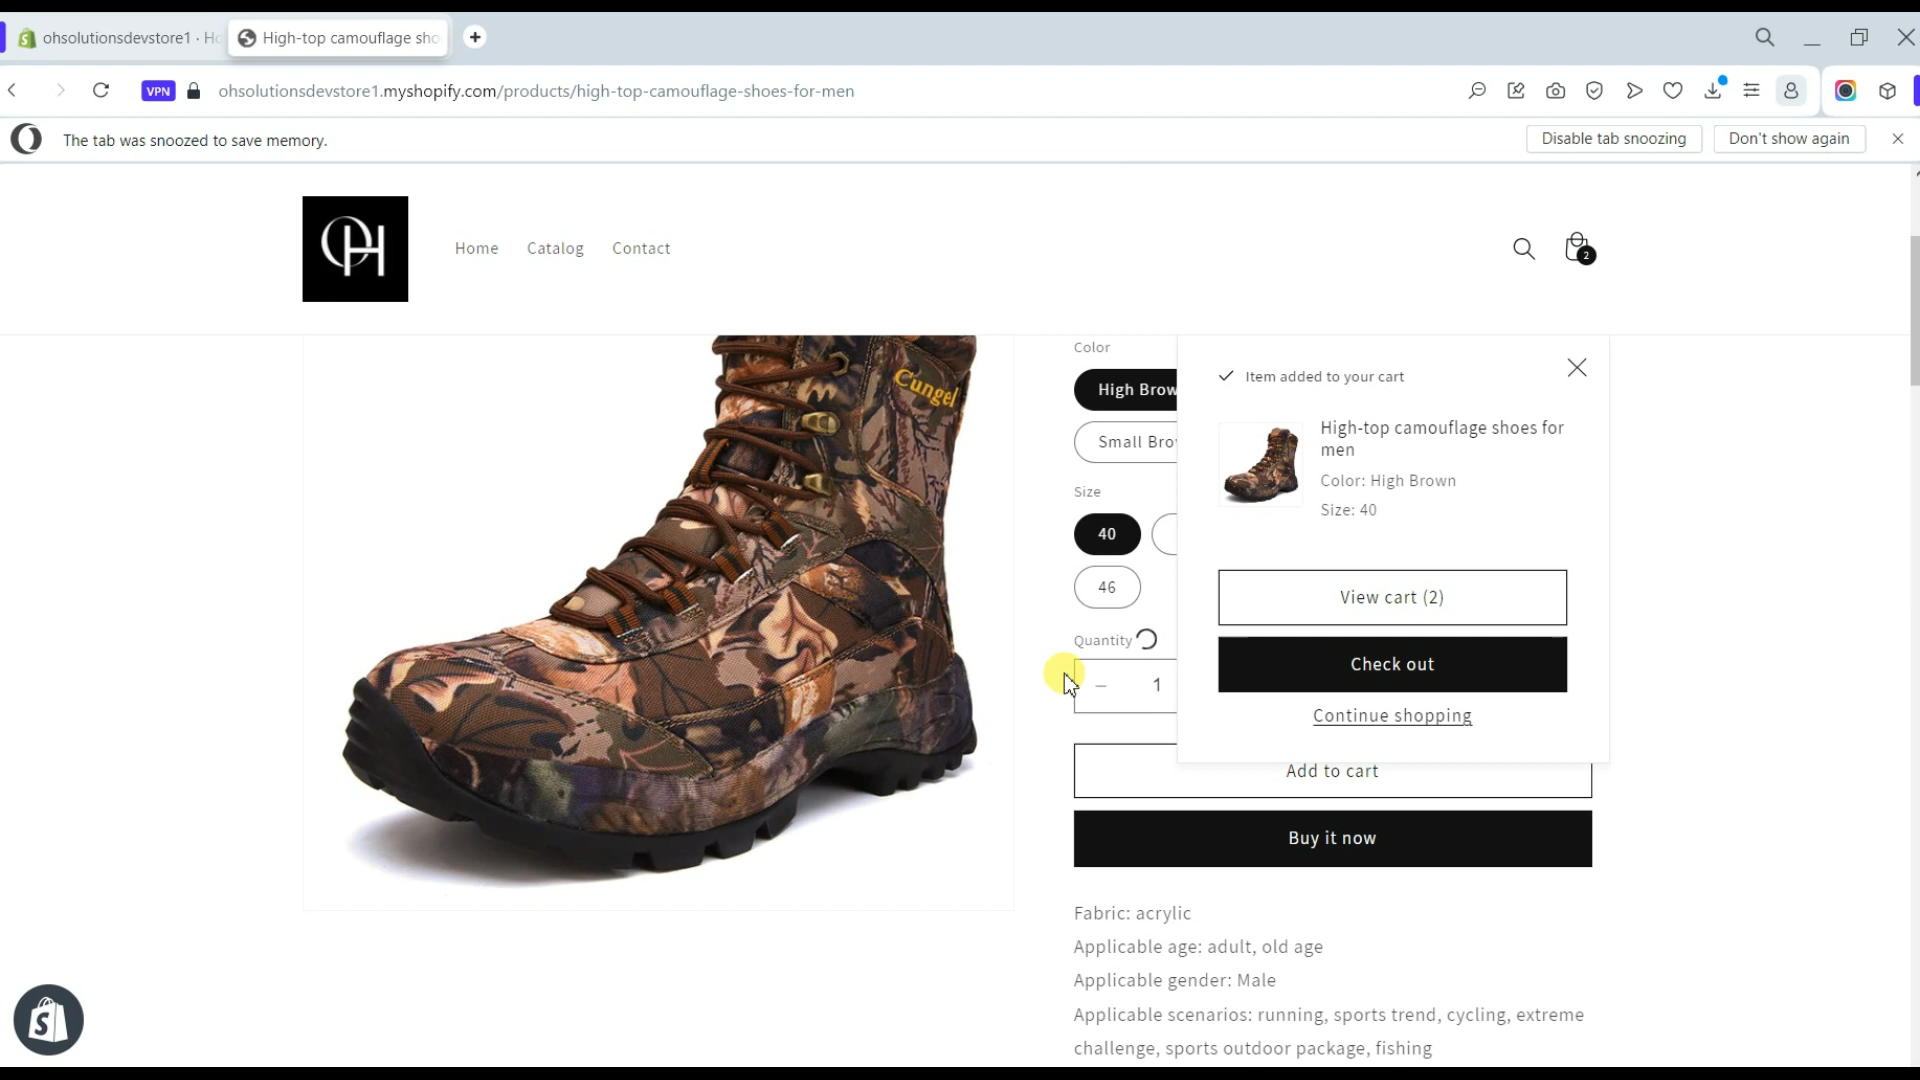 ohsolutionsdevstore1 · Ho
High-top camouflage sho
VPN
ohsolutionsdevstore1.myshopify.com/products/high-top-camouflage-shoes-for-men
The tab was snoozed to save memory.
Disable tab snoozing
Don't show again
OH
Home
Catalog
Contact
2
Cungel
Color
High Brow
Small Bro
Size
40
46
Quantity
− 1
Item added to your cart
High-top camouflage shoes for
men
Color: High Brown
Size: 40
View cart (2)
Check out
Continue shopping
Add to cart
Buy it now
Fabric: acrylic
Applicable age: adult, old age
Applicable gender: Male
Applicable scenarios: running, sports trend, cycling, extreme
challenge, sports outdoor package, fishing